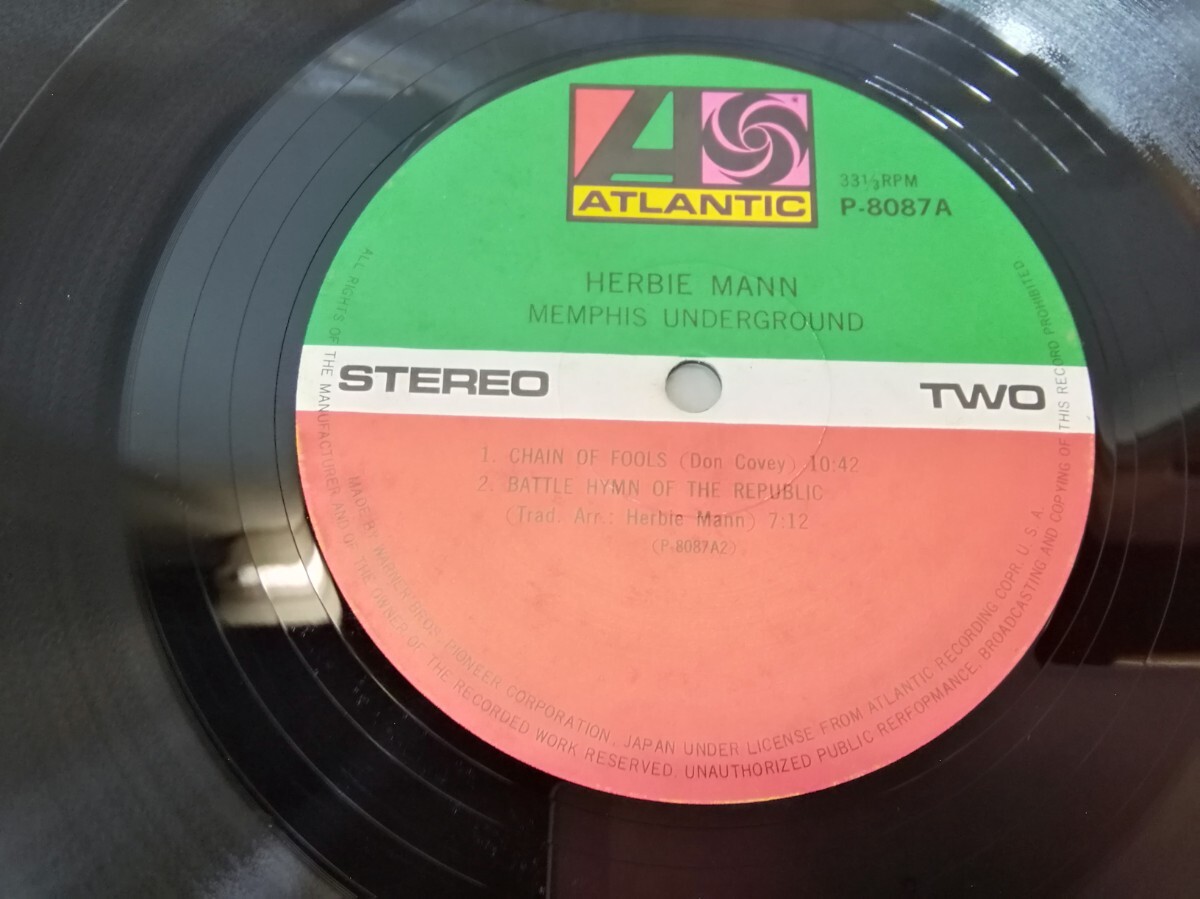 ATLANTIC
33⅓RPM
P-8087A
HERBIE MANN
MEMPHIS UNDERGROUND
STEREO
TWO
1. CHAIN OF FOOLS (Don Covey) 10:42
2. BATTLE HYMN OF THE REPUBLIC
(Trad. Arr.: Herbie Mann) 7:12
(P-8087A2)
MADE BY WARNER BROS. PIONEER CORPORATION, JAPAN UNDER LICENSE FROM ATLANTIC RECORDING COPR. U. S. A.
ALL RIGHTS OF THE MANUFACTURER AND OF THE OWNER OF THE RECORDED WORK RESERVED. UNAUTHORIZED PUBLIC RERFOPMANCE, BROADCASTING AND COPYING OF THIS RECORD PROHIBITED